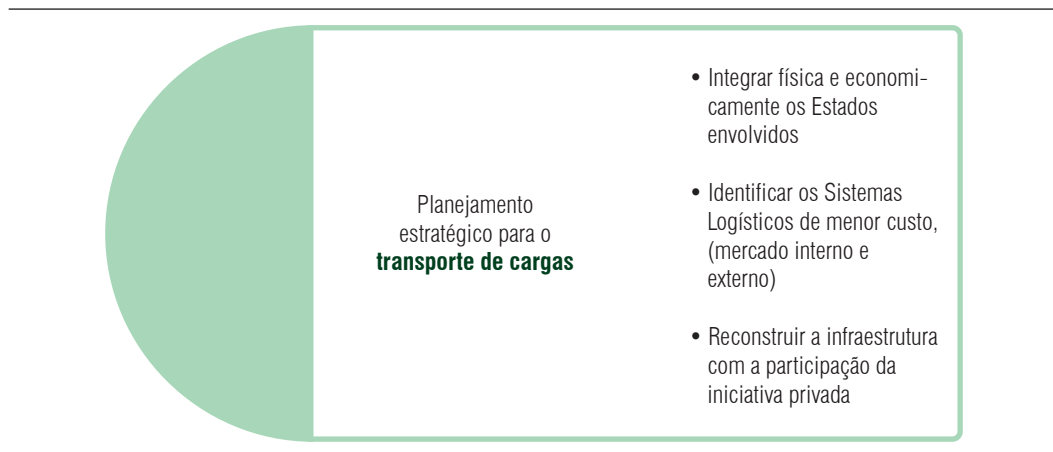 Planejamento
estratégico para o
transporte de cargas
• Integrar física e economi-
camente os Estados
envolvidos
• Identificar os Sistemas
Logísticos de menor custo,
(mercado interno e
externo)
• Reconstruir a infraestrutura
com a participação da
iniciativa privada